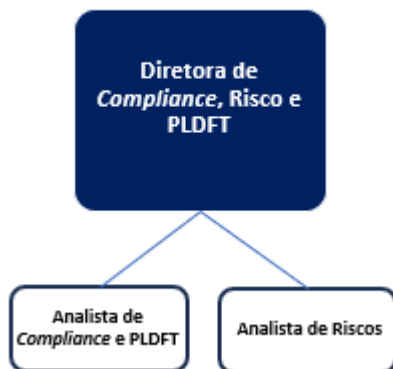 Diretora de
Compliance, Risco e
PLDFT
Analista de
Compliance e PLDFT
Analista de Riscos